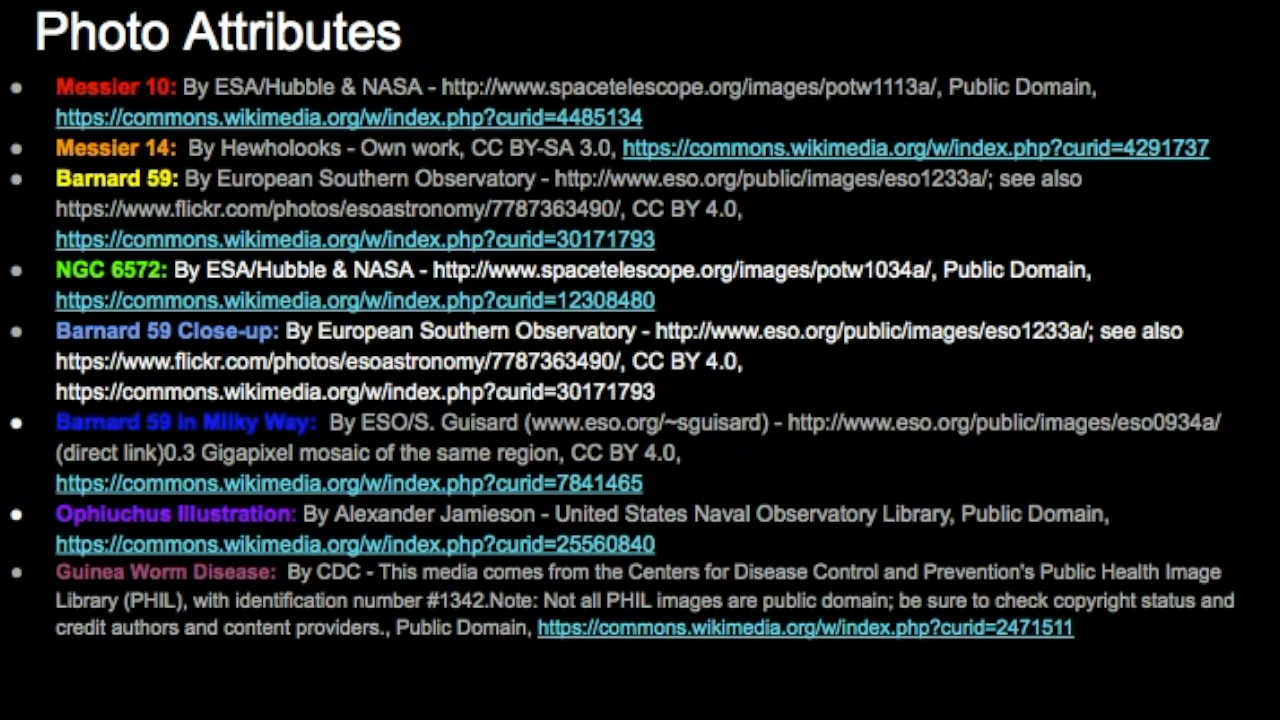 Photo Attributes
Messier 10: By ESA/Hubble & NASA - http://www.spacetelescope.org/images/potw1113a/, Public Domain,
https://commons.wikimedia.org/w/index.php?curid=4485134
Messier 14: By Hewholooks - Own work, CC BY-SA 3.0, https://commons.wikimedia.org/w/index.php?curid=4291737
Barnard 59: By European Southern Observatory - http://www.eso.org/public/images/eso1233a/; see also
https://www.flickr.com/photos/esoastronomy/7787363490/, CC BY 4.0,
https://commons.wikimedia.org/w/index.php?curid=30171793
NGC 6572: By ESA/Hubble & NASA - http://www.spacetelescope.org/images/potw1034a/, Public Domain,
https://commons.wikimedia.org/w/index.php?curid=12308480
Barnard 59 Close-up: By European Southern Observatory - http://www.eso.org/public/images/eso1233a/; see also
https://www.flickr.com/photos/esoastronomy/7787363490/, CC BY 4.0,
https://commons.wikimedia.org/w/index.php?curid=30171793
Barnard 59 in Milky Way: By ESO/S. Guisard (www.eso.org/~sguisard) - http://www.eso.org/public/images/eso0934a/
(direct link)0.3 Gigapixel mosaic of the same region, CC BY 4.0,
https://commons.wikimedia.org/w/index.php?curid=7841465
Ophiuchus Illustration: By Alexander Jamieson - United States Naval Observatory Library, Public Domain,
https://commons.wikimedia.org/w/index.php?curid=25560840
Guinea Worm Disease: By CDC - This media comes from the Centers for Disease Control and Prevention's Public Health Image
Library (PHIL), with identification number #1342.Note: Not all PHIL images are public domain; be sure to check copyright status and
credit authors and content providers., Public Domain, https://commons.wikimedia.org/w/index.php?curid=2471511